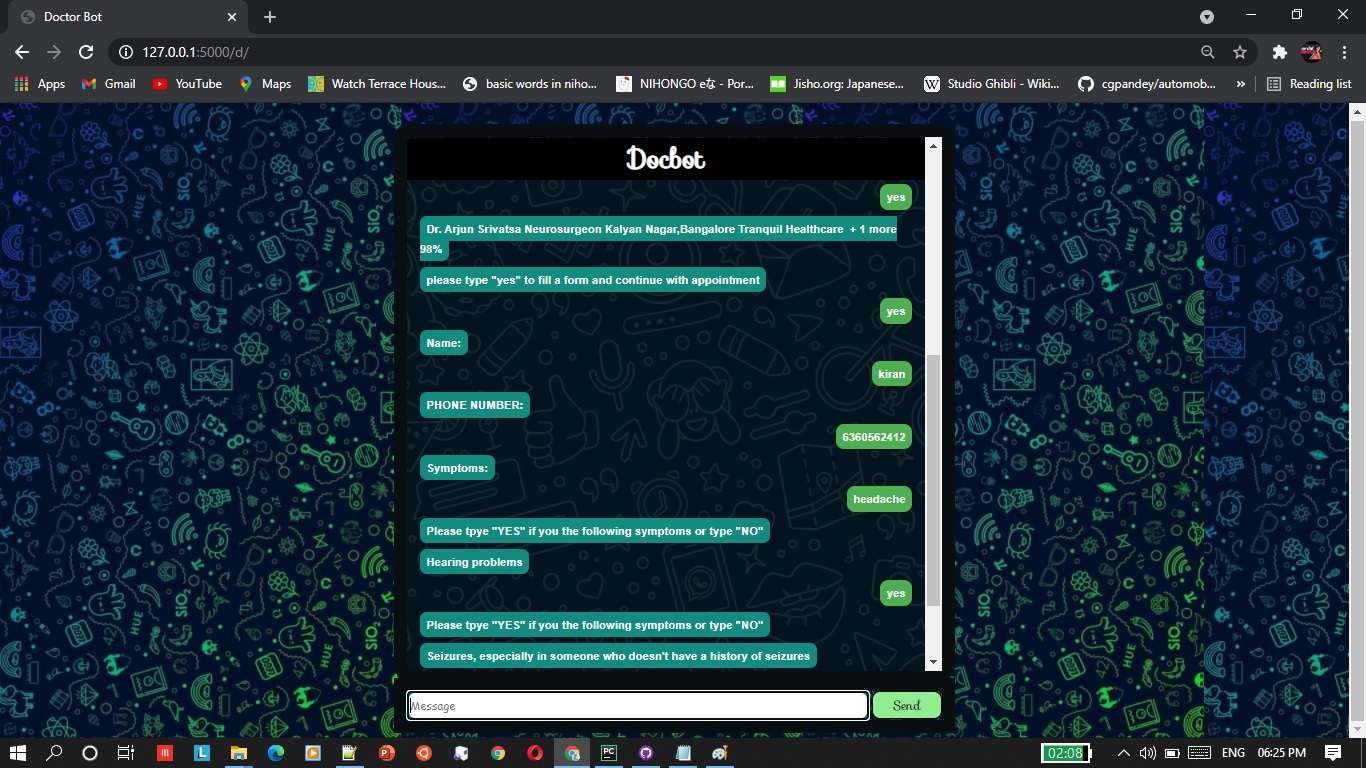 Doctor Bot
127.0.0.1:5000/d/
Apps
Gmail
YouTube
Maps
Watch Terrace Hous...
basic words in niho...
NIHONGO eな - Por...
Jisho.org: Japanese...
Studio Ghibli - Wiki...
cgpandey/automob...
»
Reading list
Docbot
yes
Dr. Arjun Srivatsa Neurosurgeon Kalyan Nagar,Bangalore Tranquil Healthcare + 1 more
98%
please type "yes" to fill a form and continue with appointment
yes
Name:
kiran
PHONE NUMBER:
6360562412
Symptoms:
headache
Please tpye "YES" if you the following symptoms or type "NO"
Hearing problems
yes
Please tpye "YES" if you the following symptoms or type "NO"
Seizures, especially in someone who doesn't have a history of seizures
Message
Send
02:08
ENG
06:25 PM